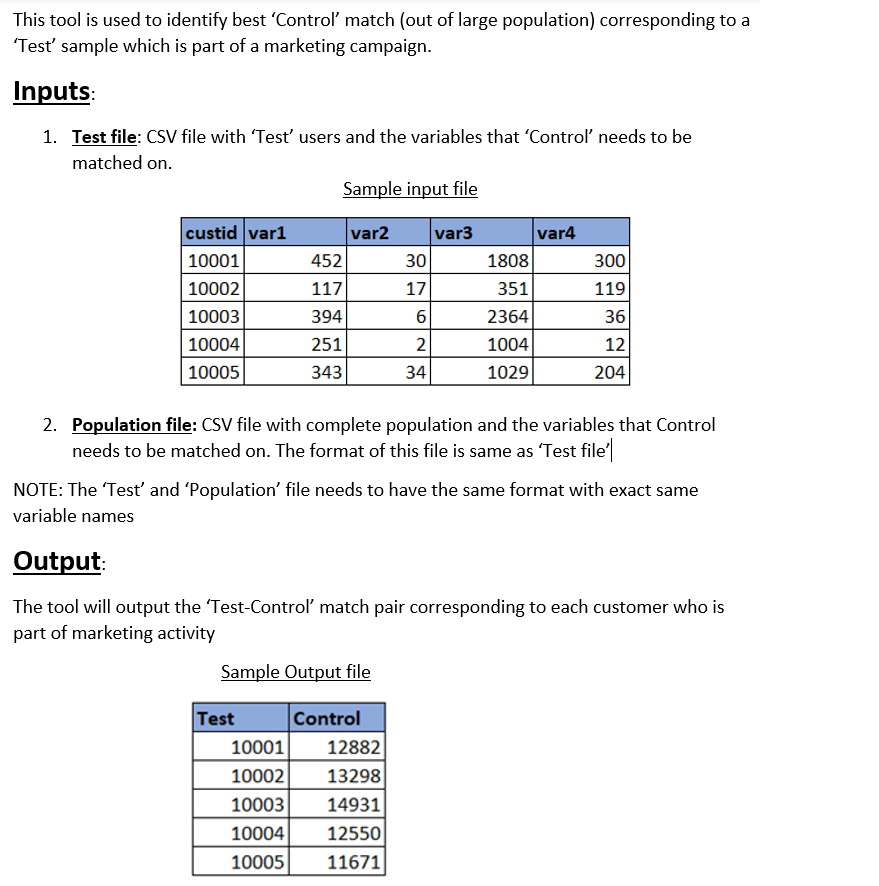 This tool is used to identify best ‘Control’ match (out of large population) corresponding to a
‘Test’ sample which is part of a marketing campaign.
Inputs:
1. Test file: CSV file with ‘Test’ users and the variables that ‘Control’ needs to be
matched on.
Sample input file
custid var1 var2 var3 var4
10001 452 30 1808 300
10002 117 17 351 119
10003 394 6 2364 36
10004 251 2 1004 12
10005 343 34 1029 204
2. Population file: CSV file with complete population and the variables that Control
needs to be matched on. The format of this file is same as ‘Test file’
NOTE: The ‘Test’ and ‘Population’ file needs to have the same format with exact same
variable names
Output:
The tool will output the ‘Test-Control’ match pair corresponding to each customer who is
part of marketing activity
Sample Output file
Test Control
10001 12882
10002 13298
10003 14931
10004 12550
10005 11671